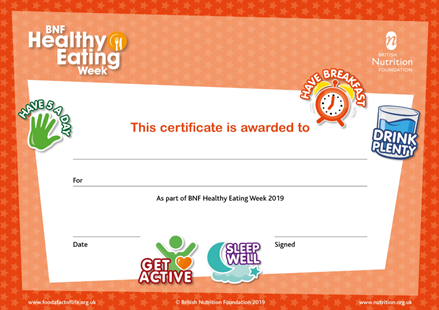 BNF
Healthy
Eating
Week
BRITISH
Nutrition
FOUNDATION
HAVE BREAKFAST
HAVE 5 A DAY
This certificate is awarded to
DRINK
PLENTY
For
As part of BNF Healthy Eating Week 2019
Date
Signed
GET
ACTIVE
SLEEP
WELL
www.foodafactoflife.org.uk
© British Nutrition Foundation 2019
www.nutrition.org.uk